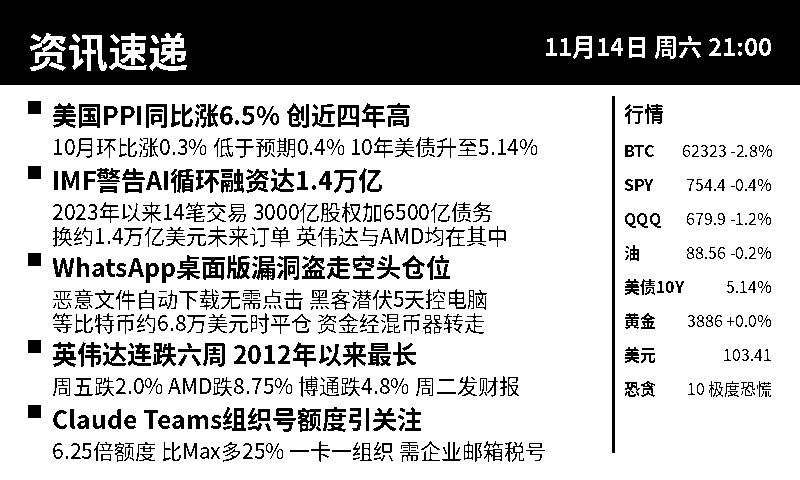 资讯速递
11月14日 周六 21:00
美国PPI同比涨6.5% 创近四年高
10月环比涨0.3% 低于预期0.4% 10年美债升至5.14%
IMF警告AI循环融资达1.4万亿
2023年以来14笔交易 3000亿股权加6500亿债务
换约1.4万亿美元未来订单 英伟达与AMD均在其中
WhatsApp桌面版漏洞盗走空头仓位
恶意文件自动下载无需点击 黑客潜伏5天控电脑
等比特币约6.8万美元时平仓 资金经混币器转走
英伟达连跌六周 2012年以来最长
周五跌2.0% AMD跌8.75% 博通跌4.8% 周二发财报
Claude Teams组织号额度引关注
6.25倍额度 比Max多25% 一卡一组织 需企业邮箱税号
行情
BTC 62323 -2.8%
SPY 754.4 -0.4%
QQQ 679.9 -1.2%
油 88.56 -0.2%
美债10Y 5.14%
黄金 3886 +0.0%
美元 103.41
恐贪 10 极度恐慌